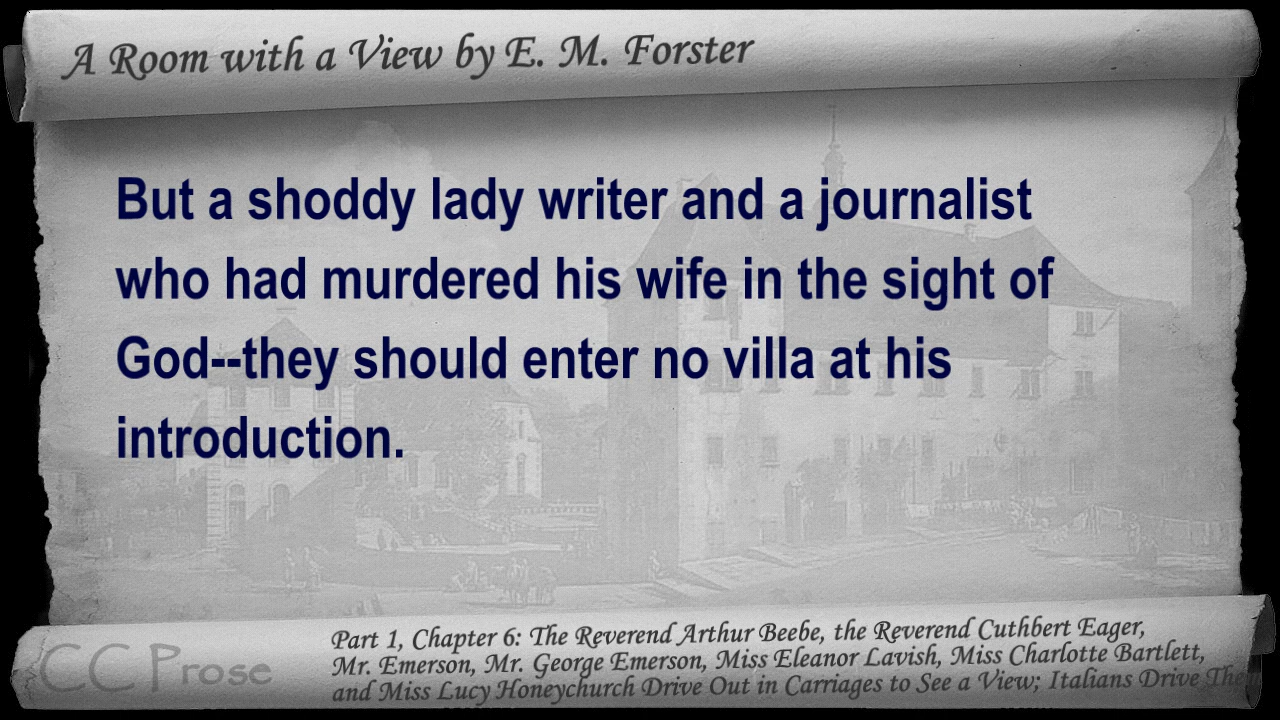 A Room with a View by E. M. Forster
But a shoddy lady writer and a journalist
who had murdered his wife in the sight of
God--they should enter no villa at his
introduction.
CC Prose
Part 1, Chapter 6: The Reverend Arthur Beebe, the Reverend Cuthbert Eager,
Mr. Emerson, Mr. George Emerson, Miss Eleanor Lavish, Miss Charlotte Bartlett,
and Miss Lucy Honeychurch Drive Out in Carriages to See a View; Italians Drive